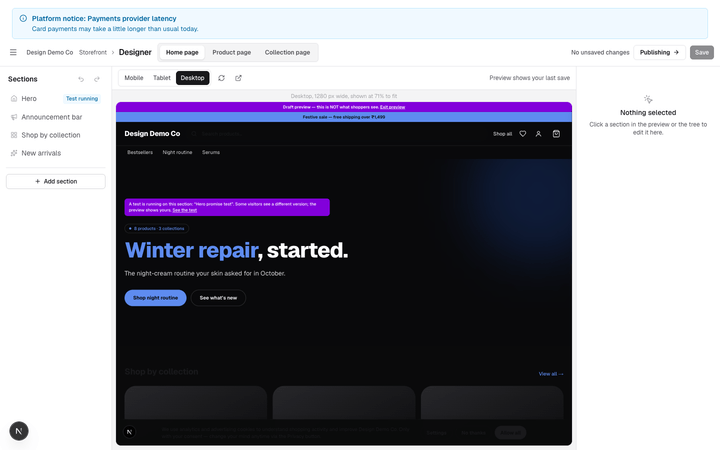 Platform notice: Payments provider latency
Card payments may take a little longer than usual today.
Design Demo Co Storefront > Designer Home page Product page Collection page No unsaved changes Publishing → Save
Sections
Hero Test running
Announcement bar
Shop by collection
New arrivals
+ Add section
Mobile Tablet Desktop Preview shows your last save
Desktop, 1280 px wide, shown at 71% to fit
Draft preview — this is NOT what shoppers see. Exit preview
Festive sale — free shipping over ₹1,499
Design Demo Co Shop all
Bestsellers Night routine Serums
A test is running on this section: "Hero promise test". Some visitors see a different version; the
preview shows yours. See the test
8 products · 3 collections
Winter repair, started.
The night-cream routine your skin asked for in October.
Shop night routine See what's new
Shop by collection View all →
Nothing selected
Click a section in the preview or the tree to
edit it here.
N
N